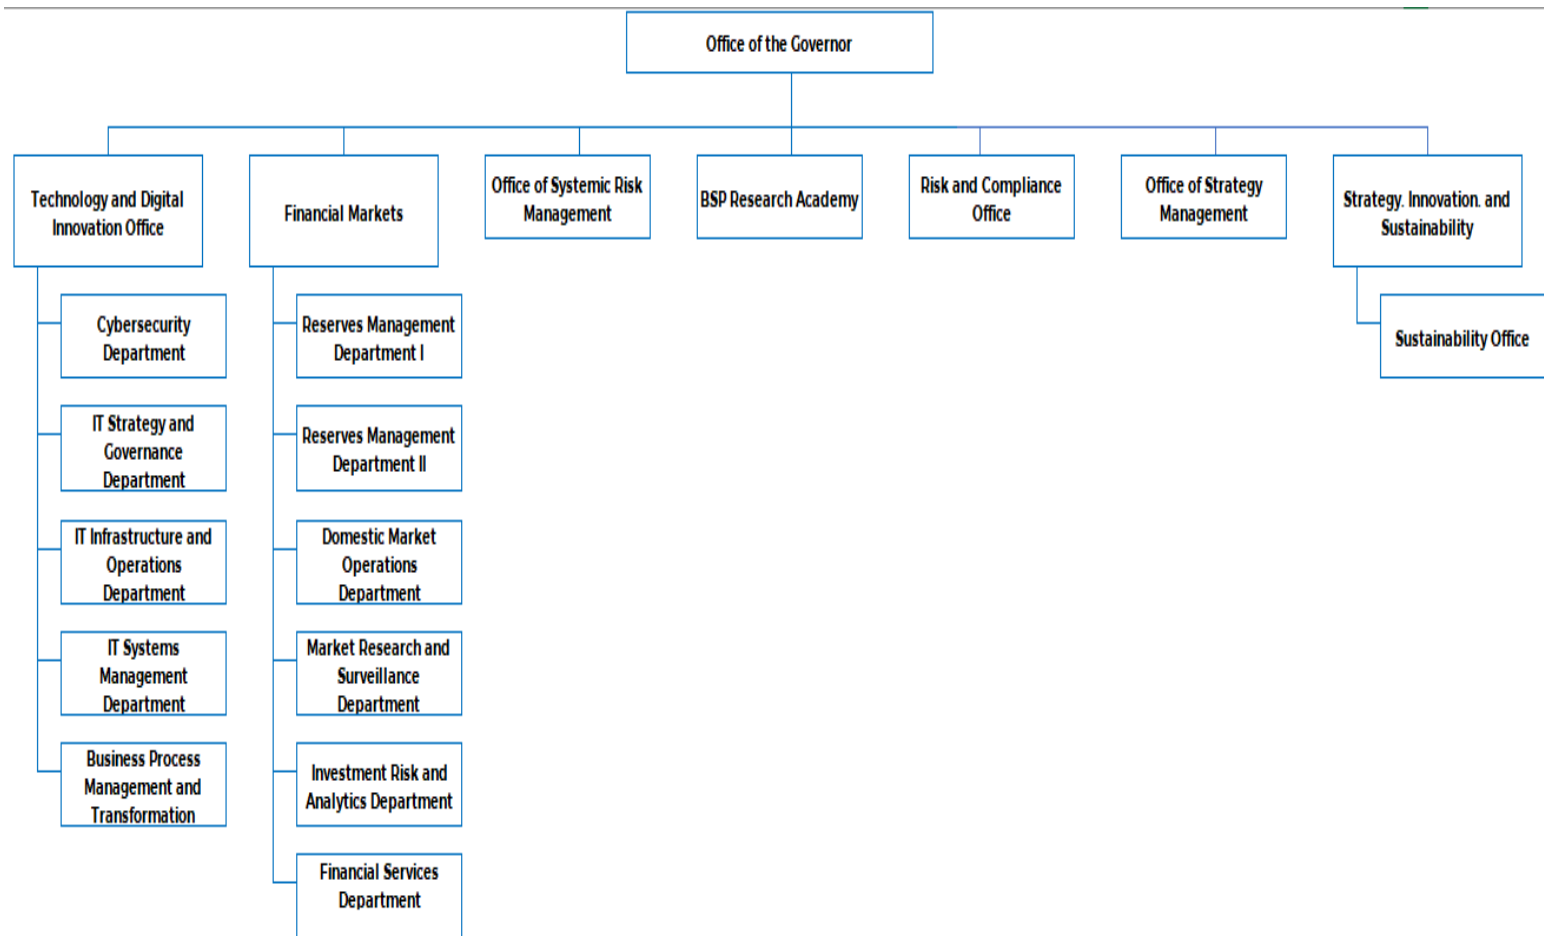 Office of the Governor
Technology and Digital
Innovation Office
Financial Markets
Office of Systemic Risk
Management
BSP Research Academy
Risk and Compliance
Office
Office of Strategy
Management
Strategy. Innovation. and
Sustainability
Cybersecurity
Department
IT Strategy and
Governance
Department
IT Infrastructure and
Operations
Department
IT Systems
Management
Department
Business Process
Management and
Transformation
Reserves Management
Department I
Reserves Management
Department II
Domestic Market
Operations
Department
Market Research and
Surveillance
Department
Investment Risk and
Analytics Department
Financial Services
Department
Sustainability Office